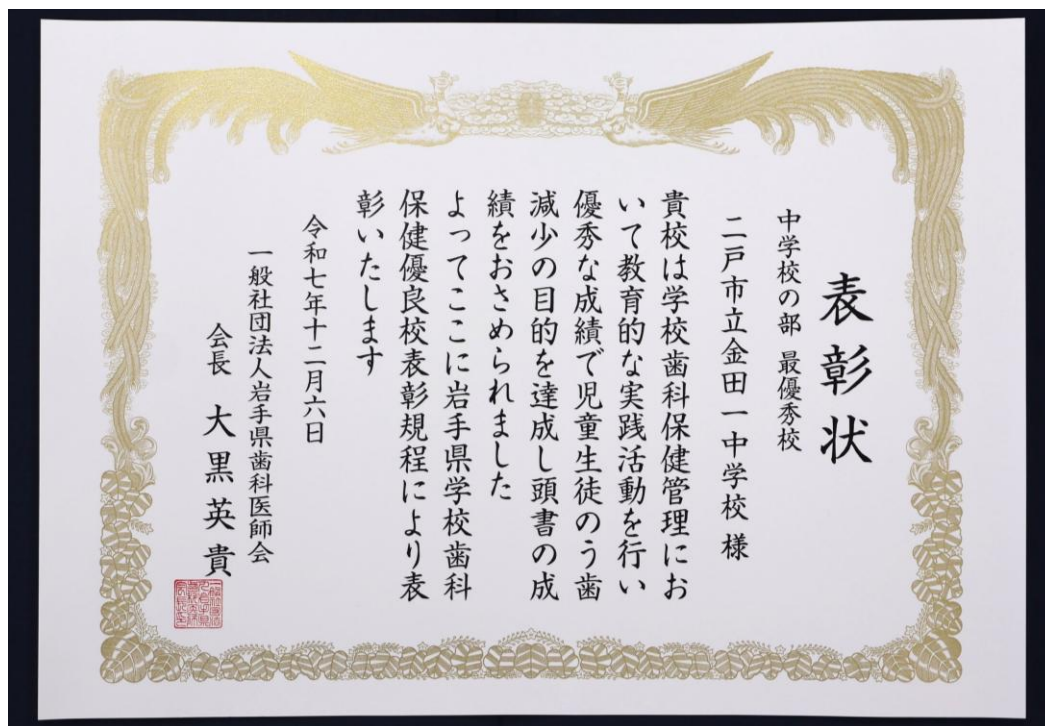 表彰状
中学校の部 最優秀校
二戸市立金田一中学校 様
貴校は学校歯科保健管理にお
いて教育的な実践活動を行い
優秀な成績で児童生徒のう歯
減少の目的を達成し頭書の成
績をおさめられました
よってここに岩手県学校歯科
保健優良校表彰規程により表
彰いたします
令和七年十二月六日
一般社団法人岩手県歯科医師会
会長 大黒英貴